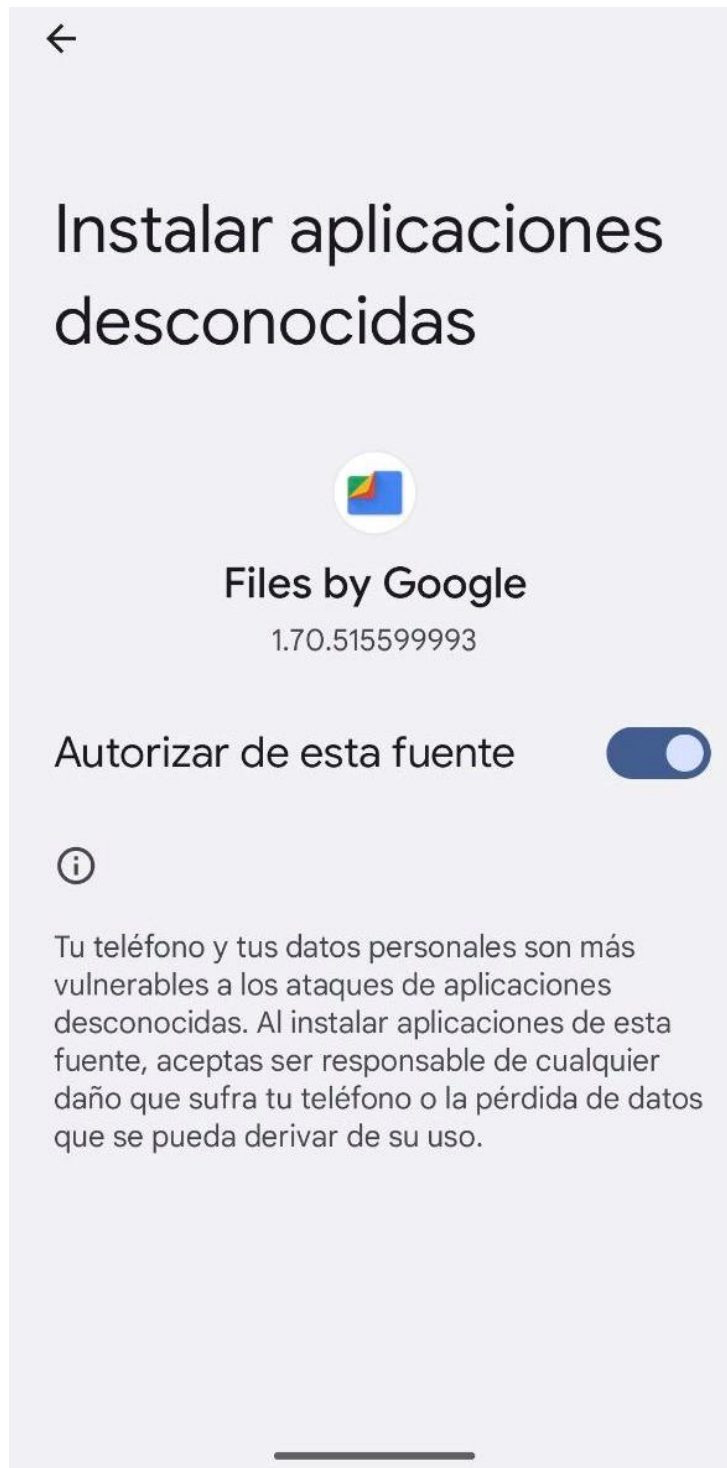 Instalar aplicaciones
desconocidas
Files by Google
1.70.515599993
Autorizar de esta fuente
Tu teléfono y tus datos personales son más
vulnerables a los ataques de aplicaciones
desconocidas. Al instalar aplicaciones de esta
fuente, aceptas ser responsable de cualquier
daño que sufra tu teléfono o la pérdida de datos
que se pueda derivar de su uso.